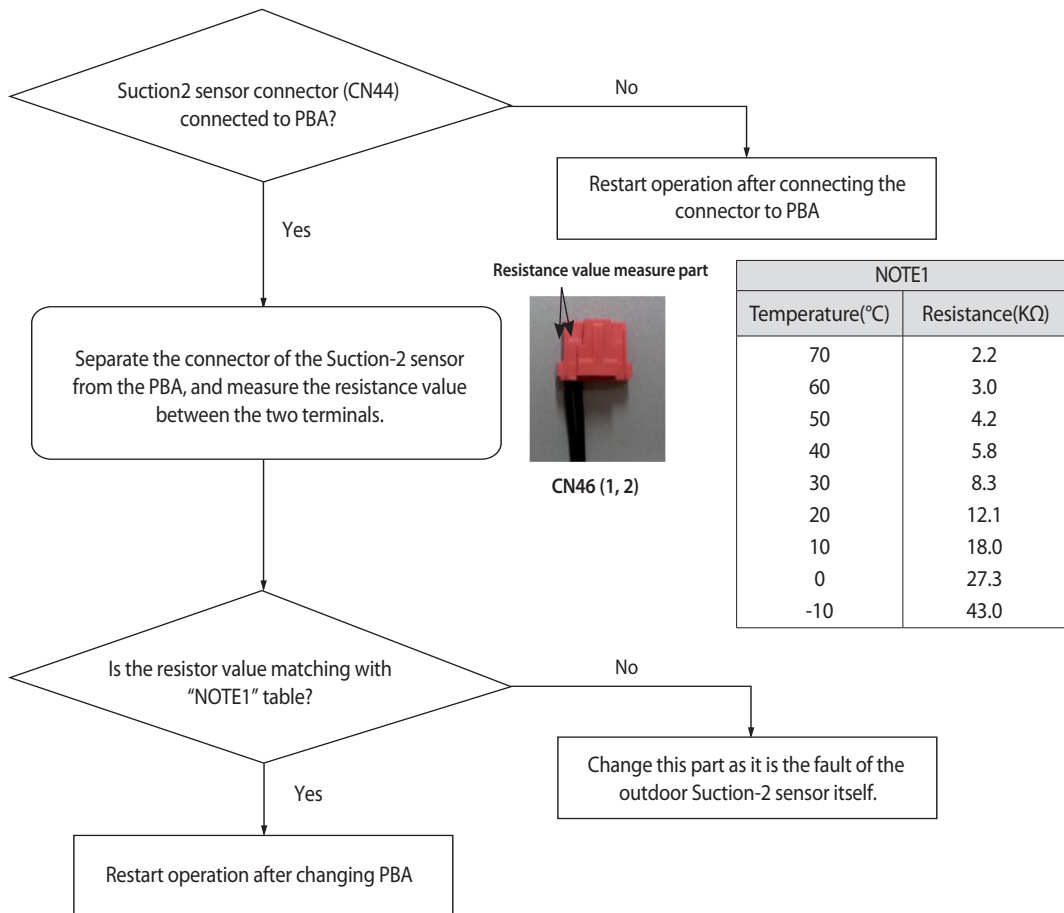 Suction2 sensor connector (CN44)
connected to PBA?
No
Restart operation after connecting the
connector to PBA
Yes
Resistance value measure part
CN46 (1, 2)
NOTE1
Temperature(°C) Resistance(KΩ)
70 2.2
60 3.0
50 4.2
40 5.8
30 8.3
20 12.1
10 18.0
0 27.3
-10 43.0
Separate the connector of the Suction-2 sensor
from the PBA, and measure the resistance value
between the two terminals.
Is the resistor value matching with
“NOTE1” table?
No
Change this part as it is the fault of the
outdoor Suction-2 sensor itself.
Yes
Restart operation after changing PBA